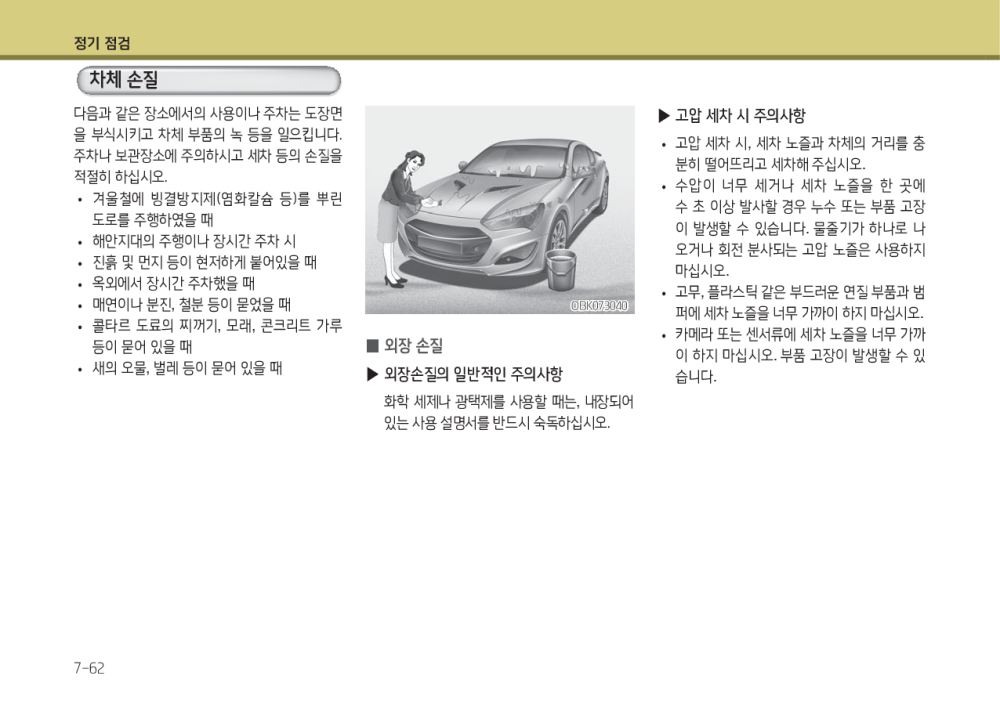 정기 점검
차체 손질
다음과 같은 장소에서의 사용이나 주차는 도장면
을 부식시키고 차체 부품의 녹 등을 일으킵니다.
주차나 보관장소에 주의하시고 세차 등의 손질을
적절히 하십시오.
• 겨울철에 빙결방지제(염화칼슘 등)를 뿌린
도로를 주행하였을 때
• 해안지대의 주행이나 장시간 주차 시
• 진흙 및 먼지 등이 현저하게 붙어있을 때
• 옥외에서 장시간 주차했을 때
• 매연이나 분진, 철분 등이 묻었을 때
• 콜타르 도료의 찌꺼기, 모래, 콘크리트 가루
등이 묻어 있을 때
• 새의 오물, 벌레 등이 묻어 있을 때
OBK073040
■ 외장 손질
▶ 외장손질의 일반적인 주의사항
화학 세제나 광택제를 사용할 때는, 내장되어
있는 사용 설명서를 반드시 숙독하십시오.
▶ 고압 세차 시 주의사항
• 고압 세차 시, 세차 노즐과 차체의 거리를 충
분히 떨어뜨리고 세차해 주십시오.
• 수압이 너무 세거나 세차 노즐을 한 곳에
수 초 이상 발사할 경우 누수 또는 부품 고장
이 발생할 수 있습니다. 물줄기가 하나로 나
오거나 회전 분사되는 고압 노즐은 사용하지
마십시오.
• 고무, 플라스틱 같은 부드러운 연질 부품과 범
퍼에 세차 노즐을 너무 가까이 하지 마십시오.
• 카메라 또는 센서류에 세차 노즐을 너무 가까
이 하지 마십시오. 부품 고장이 발생할 수 있
습니다.
7-62